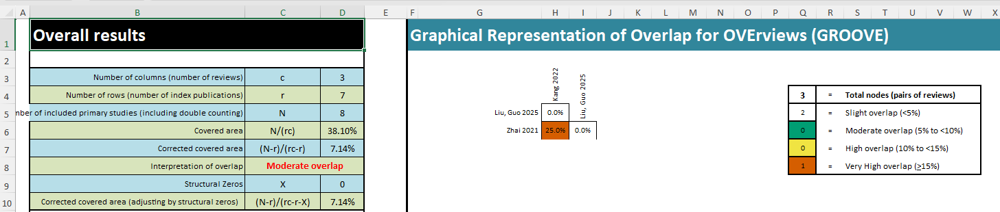 A B C D E F G H I J K L M N O P Q R S T U V W X
1 Overall results Graphical Representation of Overlap for OVErviews (GROOVE)
2
3 Number of columns (number of reviews) c 3
Kang 2022
Liu, Guo 2025
3 = Total nodes (pairs of reviews)
4 Number of rows (number of index publications) r 7
5 nber of included primary studies (including double counting) N 8
Liu, Guo 2025 0.0%
2 = Slight overlap (<5%)
6 Covered area N/(rc) 38.10%
Zhai 2021 25.0% 0.0%
0 = Moderate overlap (5% to <10%)
7 Corrected covered area (N-r)/(rc-r) 7.14%
0 = High overlap (10% to <15%)
8 Interpretation of overlap Moderate overlap
1 = Very High overlap (≥15%)
9 Structural Zeros X 0
10 Corrected covered area (adjusting by structural zeros) (N-r)/(rc-r-X) 7.14%